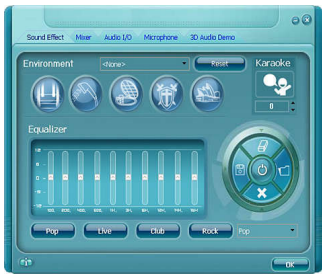 Sound Effect Mixer Audio I/O Microphone 3D Audio Demo
Environment <None> Reset Karaoke
0
Equalizer
Pop Live Club Rock Pop
OK